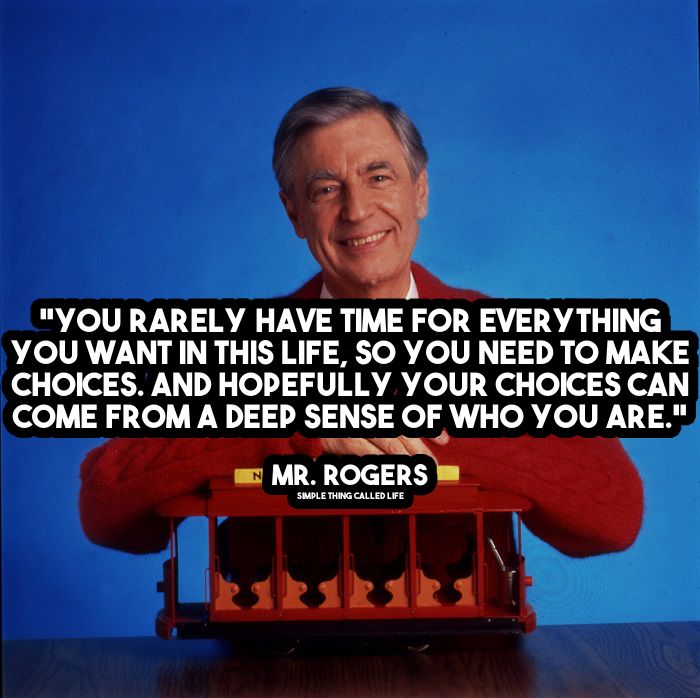 "YOU RARELY HAVE TIME FOR EVERYTHING
YOU WANT IN THIS LIFE, SO YOU NEED TO MAKE
CHOICES. AND HOPEFULLY YOUR CHOICES CAN
COME FROM A DEEP SENSE OF WHO YOU ARE."
MR. ROGERS
SIMPLE THING CALLED LIFE